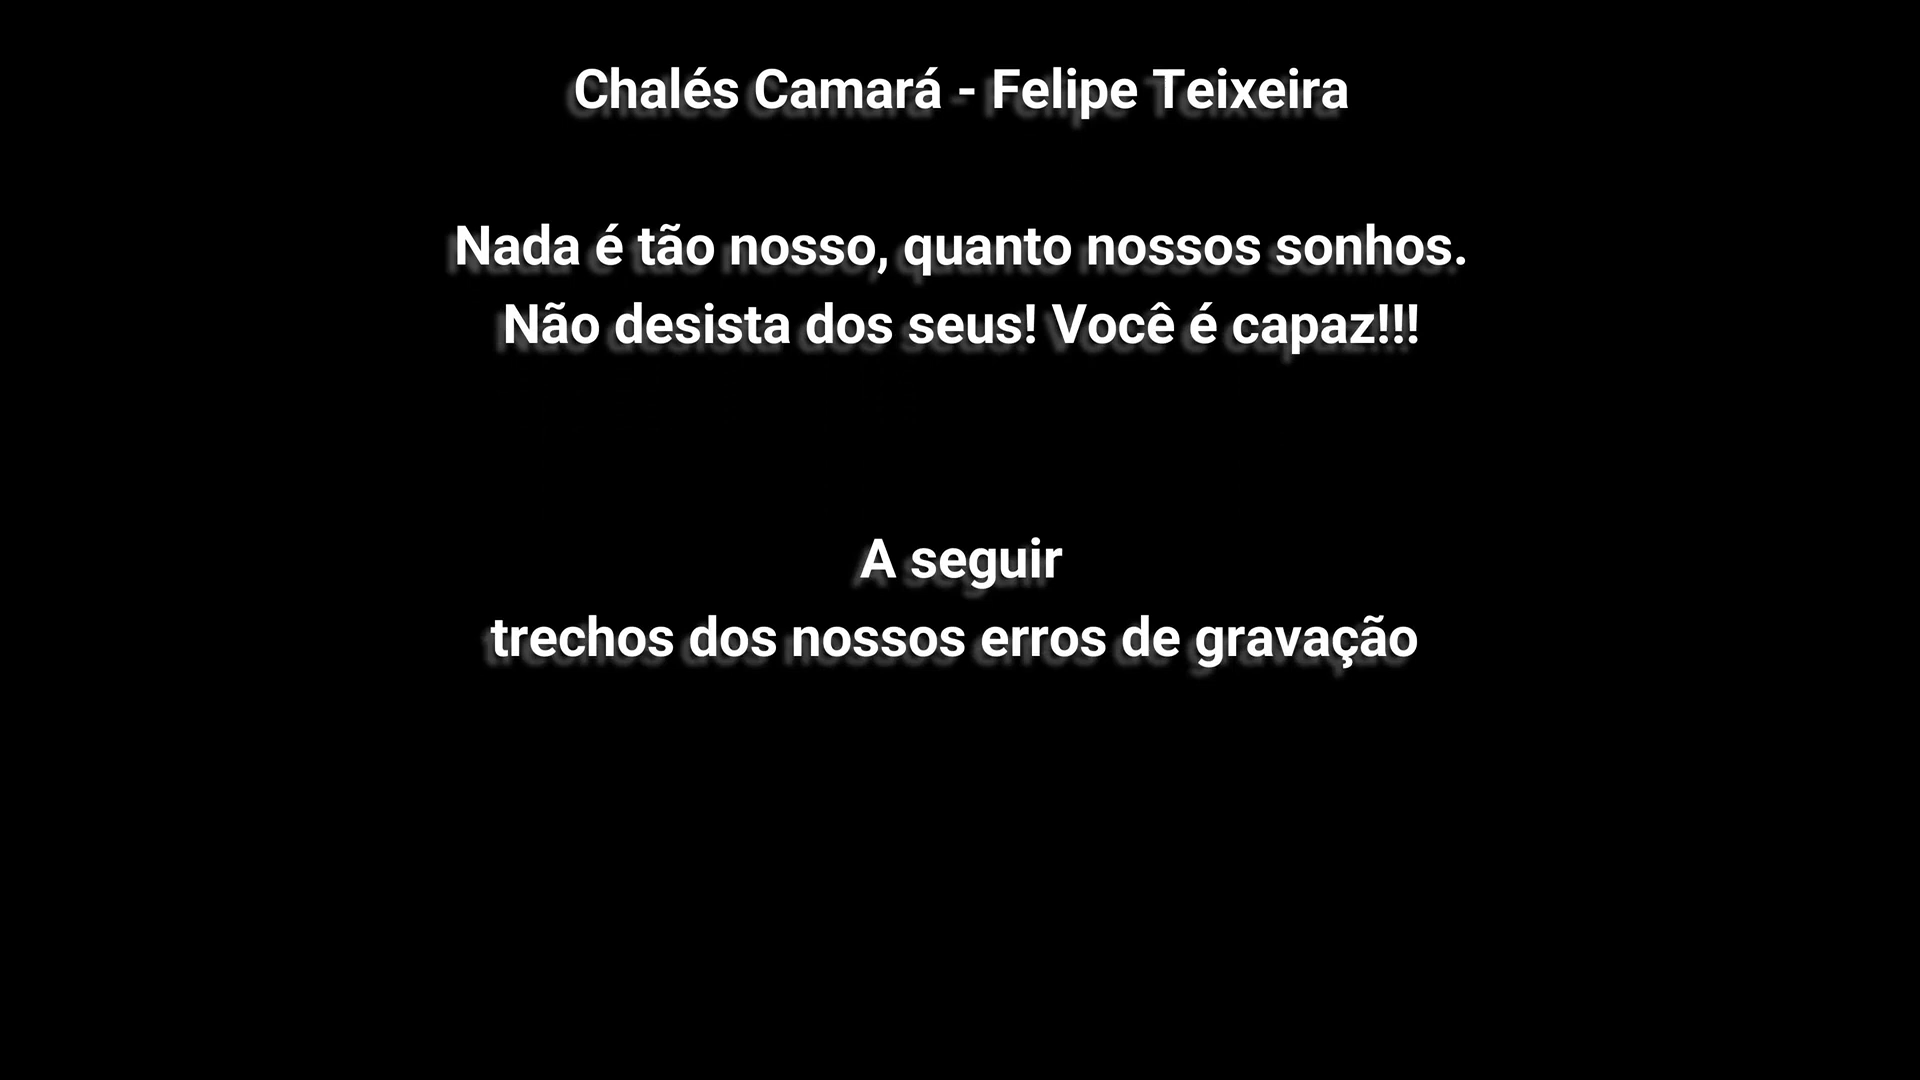 Chalés Camará - Felipe Teixeira
Nada é tão nosso, quanto nossos sonhos.
Não desista dos seus! Você é capaz!!!
A seguir
trechos dos nossos erros de gravação